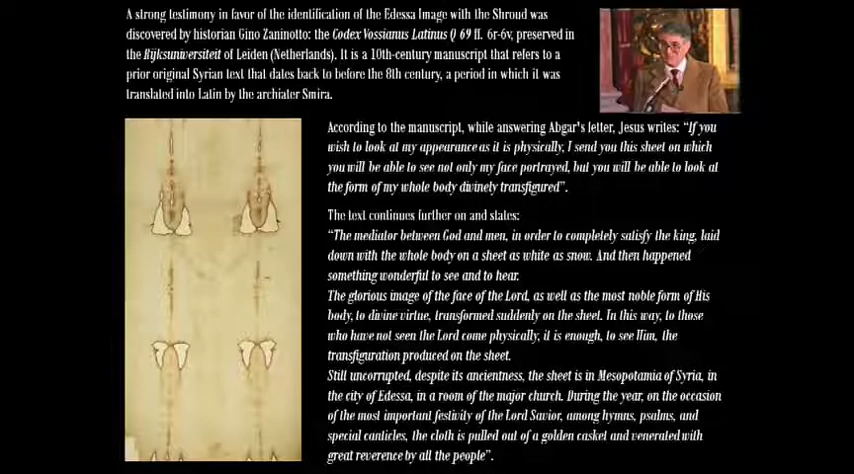 A strong testimony in favor of the identification of the Edessa Image with the Shroud was
discovered by historian Gino Zaninotto: the Codex Vossianus Latinus Q 69 ff. 6r-6v, preserved in
the Rijksuniversiteit of Leiden (Netherlands). It is a 10th-century manuscript that refers to a
prior original Syrian text that dates back to before the 8th century, a period in which it was
translated into Latin by the archiater Smira.
According to the manuscript, while answering Abgar's letter, Jesus writes: “If you
wish to look at my appearance as it is physically, I send you this sheet on which
you will be able to see not only my face portrayed, but you will be able to look at
the form of my whole body divinely transfigured”.
The text continues further on and states:
“The mediator between God and men, in order to completely satisfy the king, laid
down with the whole body on a sheet as white as snow. And then happened
something wonderful to see and to hear.
The glorious image of the face of the Lord, as well as the most noble form of His
body, to divine virtue, transformed suddenly on the sheet. In this way, to those
who have not seen the Lord come physically, it is enough, to see Him, the
transfiguration produced on the sheet.
Still uncorrupted, despite its ancientness, the sheet is in Mesopotamia of Syria, in
the city of Edessa, in a room of the major church. During the year, on the occasion
of the most important festivity of the Lord Savior, among hymns, psalms, and
special canticles, the cloth is pulled out of a golden casket and venerated with
great reverence by all the people”.